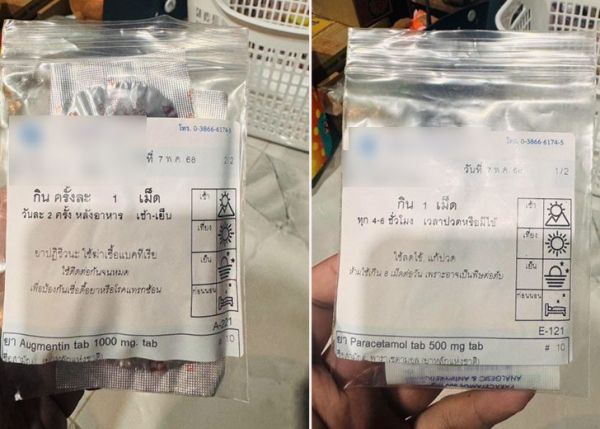 โทร. 0-3866-6174-5
ที่ 7 พ.ค. 68 2/2
กิน ครั้งละ 1 เม็ด
วันละ 2 ครั้ง หลังอาหาร เช้า-เย็น
ยาปฏิชีวนะ ใช้ฆ่าเชื้อแบคทีเรีย
ใช้ติดต่อกันจนหมด
เพื่อป้องกันเชื้อดื้อยาหรือโรคแทรกซ้อน
เช้า
เที่ยง
เย็น
ก่อนนอน
ยา Augmentin tab 1000 mg. tab
# 10
โทร. 0-3866-6174-5
วันที่ 7 พ.ค. 68 1/2
กิน 1 เม็ด
ทุก 4-6 ชั่วโมง เวลาปวดหรือมีไข้
ใช้ลดไข้ แก้ปวด
ห้ามใช้เกิน 8 เม็ดต่อวัน เพราะอาจเป็นพิษต่อตับ
เช้า
เที่ยง
เย็น
ก่อนนอน
E-121
ยา Paracetamol tab 500 mg tab
# 10
ANALGESIC & ANTIPYRETIC